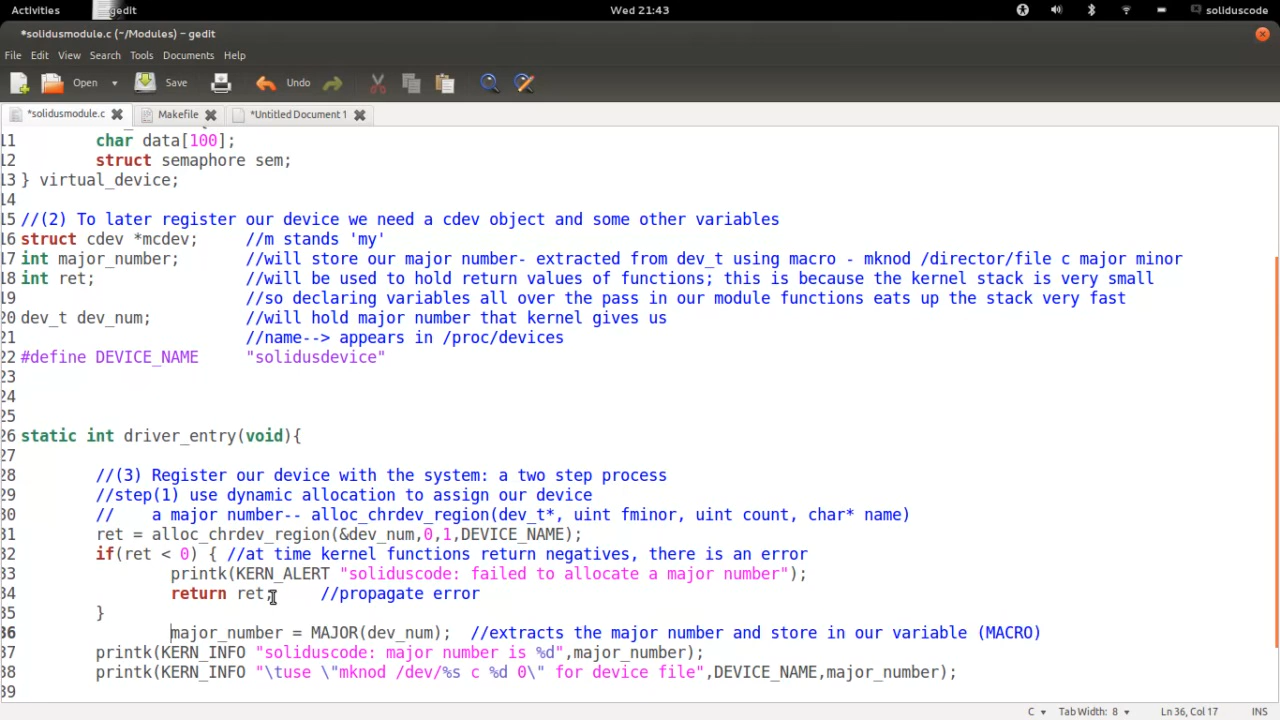 Activities gedit Wed 21:43 soliduscode
*solidusmodule.c (~/Modules) - gedit
File Edit View Search Tools Documents Help
Open Save Undo
*solidusmodule.c Makefile *Untitled Document 1
11 char data[100];
12 struct semaphore sem;
13 } virtual_device;
14
15 //(2) To later register our device we need a cdev object and some other variables
16 struct cdev *mcdev; //m stands 'my'
17 int major_number; //will store our major number- extracted from dev_t using macro - mknod /director/file c major minor
18 int ret; //will be used to hold return values of functions; this is because the kernel stack is very small
19 //so declaring variables all over the pass in our module functions eats up the stack very fast
20 dev_t dev_num; //will hold major number that kernel gives us
21 //name--> appears in /proc/devices
22 #define DEVICE_NAME "solidusdevice"
23
24
25
26 static int driver_entry(void){
27
28 //(3) Register our device with the system: a two step process
29 //step(1) use dynamic allocation to assign our device
30 // a major number-- alloc_chrdev_region(dev_t*, uint fminor, uint count, char* name)
31 ret = alloc_chrdev_region(&dev_num,0,1,DEVICE_NAME);
32 if(ret < 0) { //at time kernel functions return negatives, there is an error
33 printk(KERN_ALERT "soliduscode: failed to allocate a major number");
34 return ret; //propagate error
35 }
36 major_number = MAJOR(dev_num); //extracts the major number and store in our variable (MACRO)
37 printk(KERN_INFO "soliduscode: major number is %d",major_number);
38 printk(KERN_INFO "\tuse \"mknod /dev/%s c %d 0\" for device file",DEVICE_NAME,major_number);
39
C Tab Width: 8 Ln 36, Col 17 INS